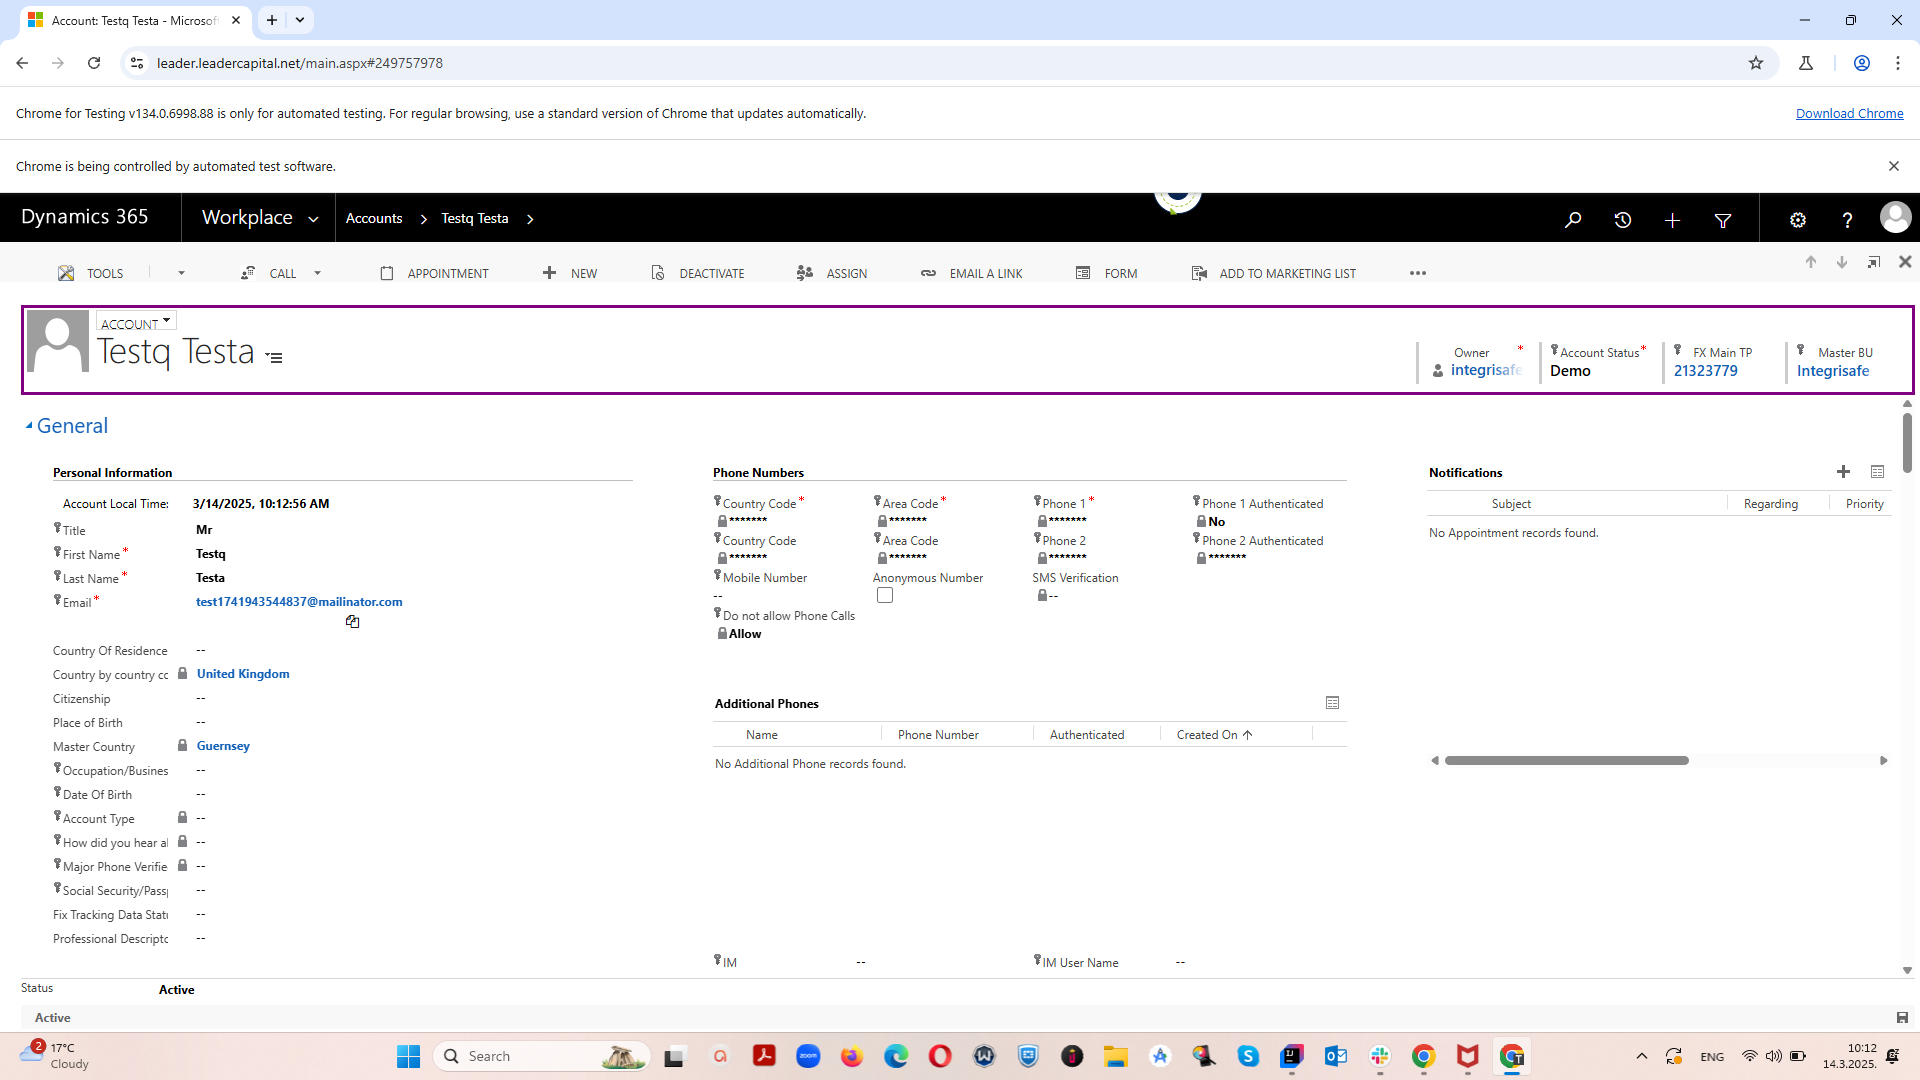 Account: Testq Testa - Microsof
leader.leadercapital.net/main.aspx#249757978
Chrome for Testing v134.0.6998.88 is only for automated testing. For regular browsing, use a standard version of Chrome that updates automatically.
Download Chrome
Chrome is being controlled by automated test software.
Dynamics 365
Workplace
Accounts
Testq Testa
TOOLS
CALL
APPOINTMENT
NEW
DEACTIVATE
ASSIGN
EMAIL A LINK
FORM
ADD TO MARKETING LIST
ACCOUNT
Testq Testa
Owner *
integrisafe
Account Status *
Demo
FX Main TP
21323779
Master BU
Integrisafe
General
Personal Information
Account Local Time:
3/14/2025, 10:12:56 AM
Title
Mr
First Name *
Testq
Last Name *
Testa
Email *
test1741943544837@mailinator.com
Country Of Residence
--
Country by country cc
United Kingdom
Citizenship
--
Place of Birth
--
Master Country
Guernsey
Occupation/Busines
--
Date Of Birth
--
Account Type
--
How did you hear a
--
Major Phone Verifie
--
Social Security/Pass
--
Fix Tracking Data Stat
--
Professional Descripto
--
Phone Numbers
Country Code *
*******
Area Code *
*******
Phone 1 *
*******
Phone 1 Authenticated
No
Country Code
*******
Area Code
*******
Phone 2
*******
Phone 2 Authenticated
*******
Mobile Number
--
Anonymous Number
SMS Verification
--
Do not allow Phone Calls
Allow
Additional Phones
Name
Phone Number
Authenticated
Created On
No Additional Phone records found.
IM
--
IM User Name
--
Notifications
Subject
Regarding
Priority
No Appointment records found.
Status
Active
Active
2
17°C
Cloudy
Search
zoom
ENG
10:12
14.3.2025.